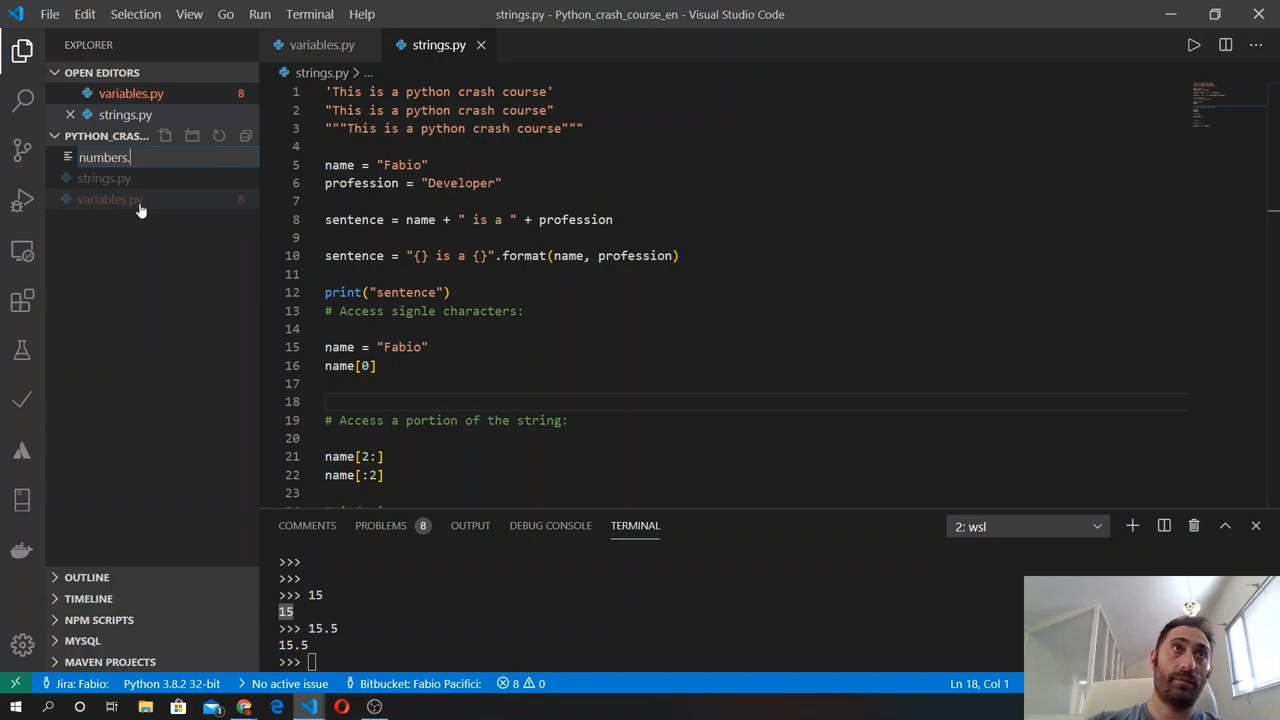 File Edit Selection View Go Run Terminal Help
strings.py - Python_crash_course_en - Visual Studio Code
EXPLORER
OPEN EDITORS
variables.py 8
strings.py
PYTHON_CRAS...
numbers.
strings.py
variables.py 8
OUTLINE
TIMELINE
NPM SCRIPTS
MYSQL
MAVEN PROJECTS
variables.py strings.py
strings.py > ...
1 'This is a python crash course'
2 "This is a python crash course"
3 """This is a python crash course"""
4
5 name = "Fabio"
6 profession = "Developer"
7
8 sentence = name + " is a " + profession
9
10 sentence = "{} is a {}".format(name, profession)
11
12 print("sentence")
13 # Access signle characters:
14
15 name = "Fabio"
16 name[0]
17
18
19 # Access a portion of the string:
20
21 name[2:]
22 name[:2]
23
COMMENTS PROBLEMS 8 OUTPUT DEBUG CONSOLE TERMINAL
2: wsl
>>>
>>>
>>> 15
15
>>> 15.5
15.5
>>>
Jira: Fabio: Python 3.8.2 32-bit No active issue Bitbucket: Fabio Pacifici: 8 0 Ln 18, Col 1